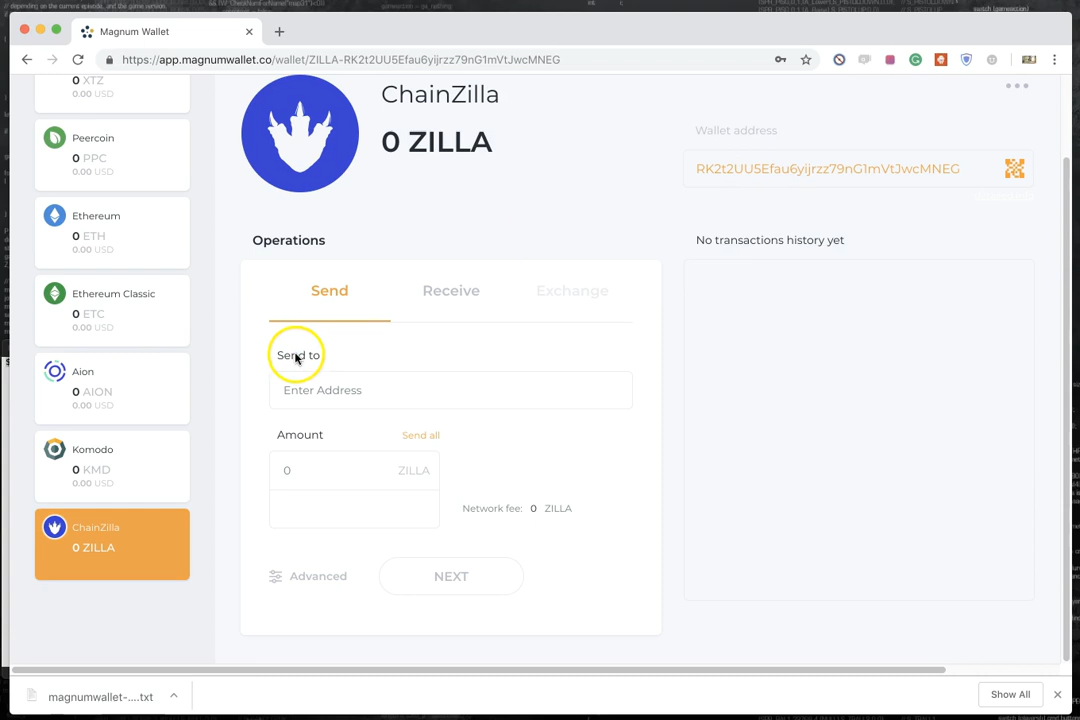 Magnum Wallet
https://app.magnumwallet.co/wallet/ZILLA-RK2t2UU5Efau6yijrzz79nG1mVtJwcMNEG
0 XTZ
0.00 USD
Peercoin
0 PPC
0.00 USD
Ethereum
0 ETH
0.00 USD
Ethereum Classic
0 ETC
0.00 USD
Aion
0 AION
0.00 USD
Komodo
0 KMD
0.00 USD
ChainZilla
0 ZILLA
ChainZilla
0 ZILLA
Wallet address
RK2t2UU5Efau6yijrzz79nG1mVtJwcMNEG
Operations
Send Receive Exchange
Send to
Enter Address
Amount Send all
0 ZILLA
Network fee: 0 ZILLA
Advanced NEXT
No transactions history yet
magnumwallet-....txt
Show All